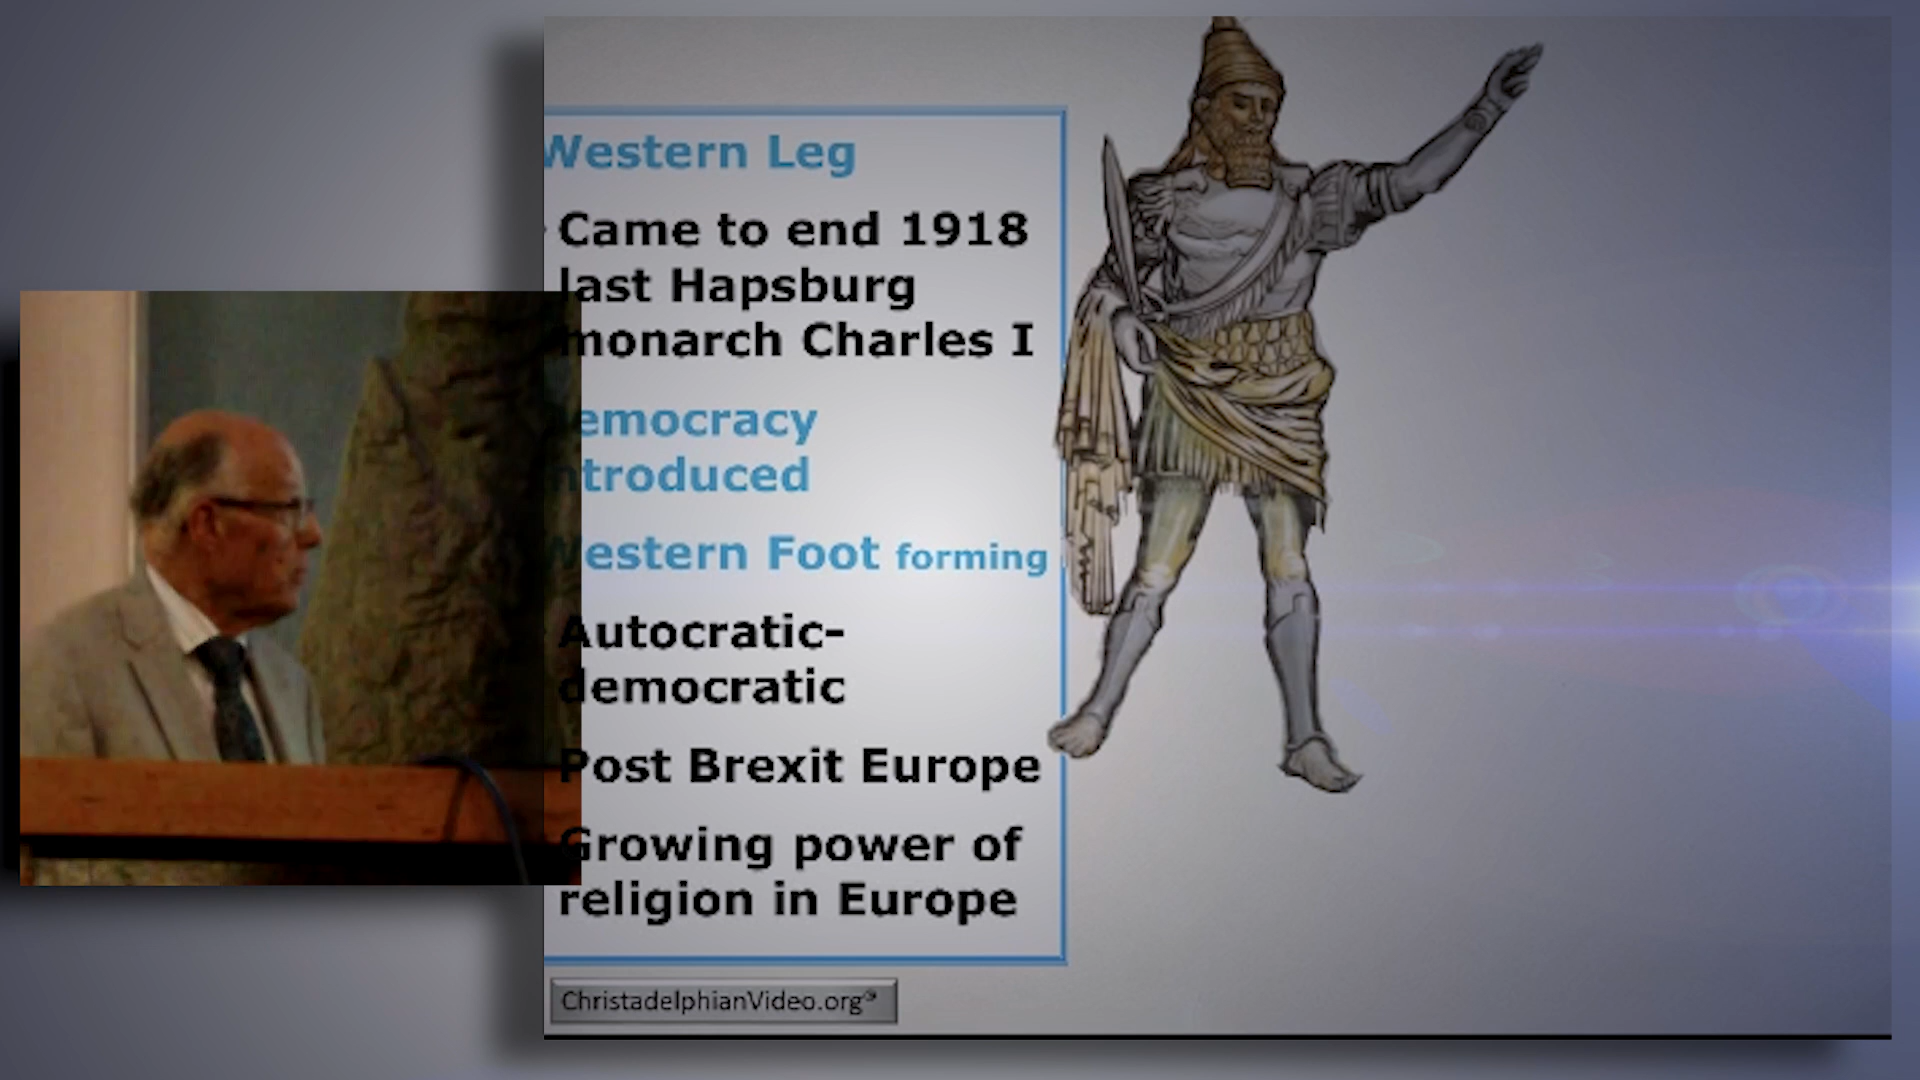 Western Leg
Came to end 1918
last Hapsburg
monarch Charles I
emocracy
ntroduced
Western Foot forming
Autocratic-
democratic
Post Brexit Europe
Growing power of
religion in Europe
ChristadelphianVideo.org